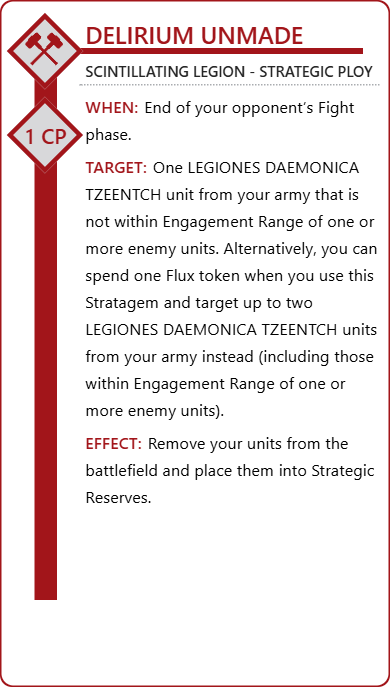 DELIRIUM UNMADE
SCINTILLATING LEGION - STRATEGIC PLOY
1 CP
WHEN: End of your opponent’s Fight
phase.
TARGET: One LEGIONES DAEMONICA
TZEENTCH unit from your army that is
not within Engagement Range of one or
more enemy units. Alternatively, you can
spend one Flux token when you use this
Stratagem and target up to two
LEGIONES DAEMONICA TZEENTCH units
from your army instead (including those
within Engagement Range of one or
more enemy units).
EFFECT: Remove your units from the
battlefield and place them into Strategic
Reserves.